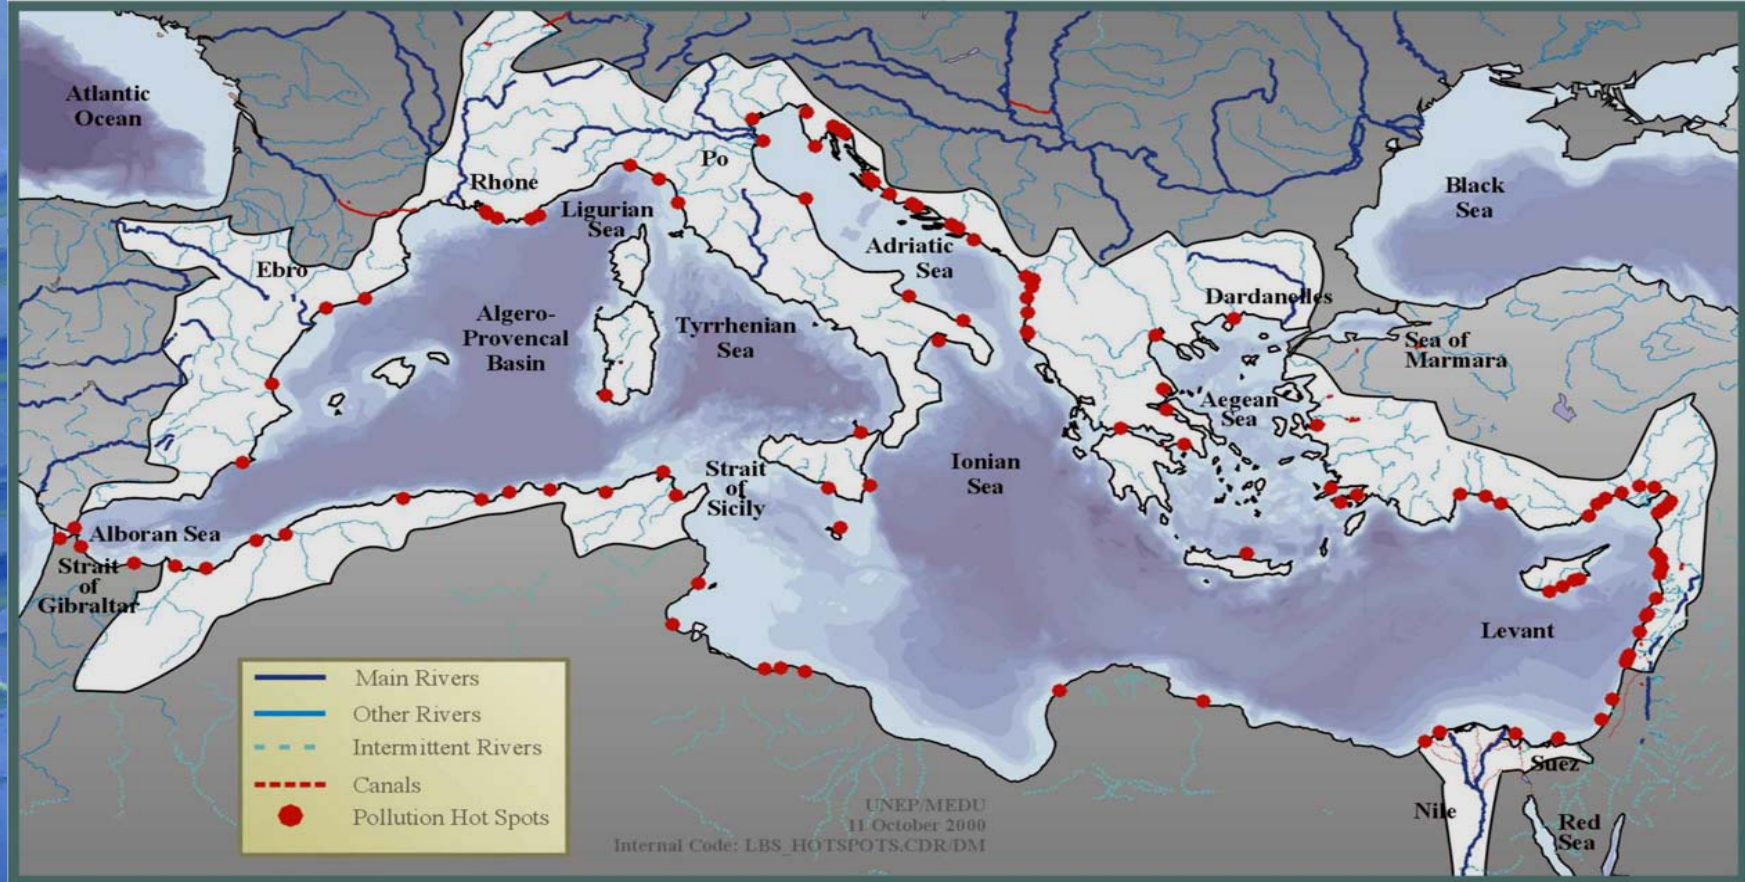 Atlantic
Ocean
Rhone
Po
Ligurian
Sea
Ebro
Adriatic
Sea
Black
Sea
Dardanelles
Algero-
Provencal
Basin
Tyrrhenian
Sea
Sea of
Marmara
Aegean
Sea
Strait
of
Sicily
Ionian
Sea
Alboran Sea
Strait
of
Gibraltar
Levant
Suez
Nile
Red
Sea
Main Rivers
Other Rivers
Intermittent Rivers
Canals
Pollution Hot Spots
UNEP/MEDU
11 October 2000
Internal Code: LBS_HOTSPOTS.CDR/DM